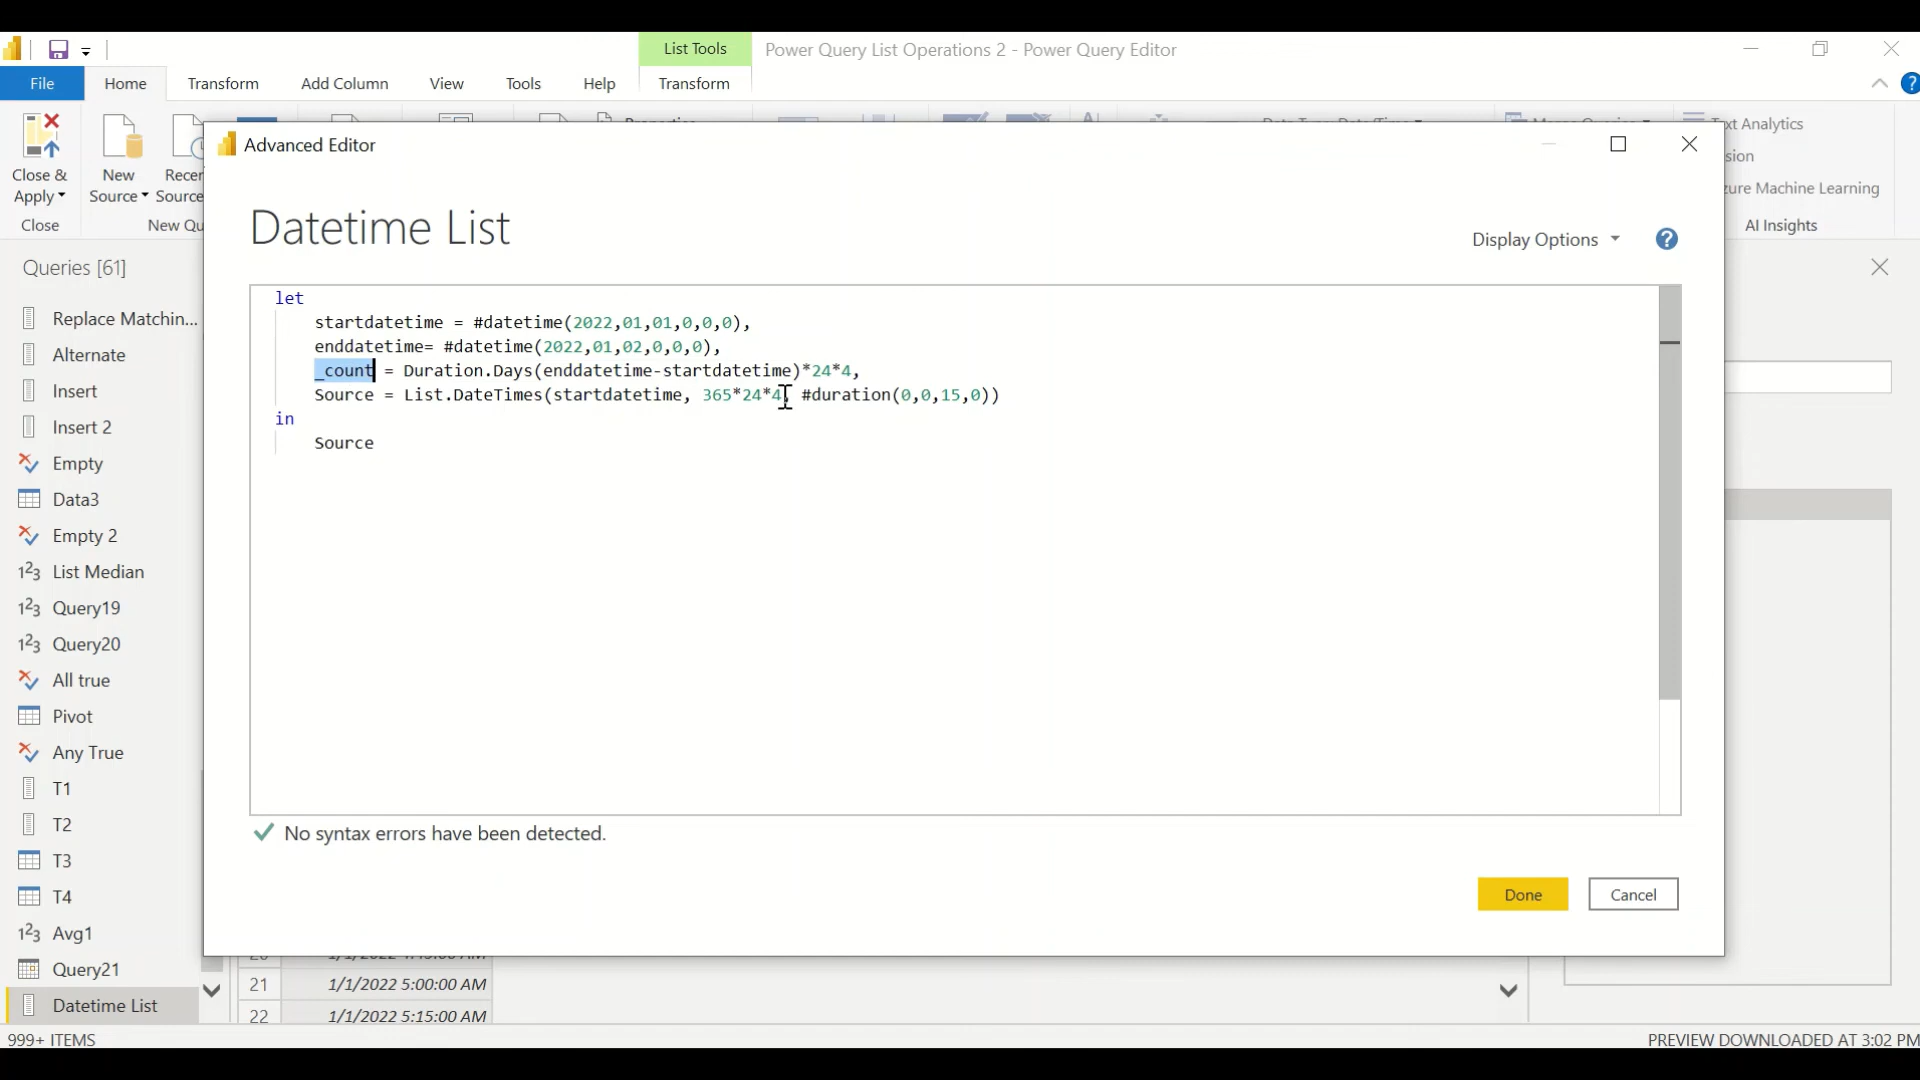 List Tools
Power Query List Operations 2 - Power Query Editor
File
Home
Transform
Add Column
View
Tools
Help
Transform
Close &
Apply
New
Source
Recen
Source
Close
New Qu
Properties
Text Analytics
sion
zure Machine Learning
AI Insights
Queries [61]
Replace Matchin...
Alternate
Insert
Insert 2
Empty
Data3
Empty 2
List Median
Query19
Query20
All true
Pivot
Any True
T1
T2
T3
T4
Avg1
Query21
Datetime List
Advanced Editor
Datetime List
Display Options
let
startdatetime = #datetime(2022,01,01,0,0,0),
enddatetime= #datetime(2022,01,02,0,0,0),
_count = Duration.Days(enddatetime-startdatetime)*24*4,
Source = List.DateTimes(startdatetime, 365*24*4, #duration(0,0,15,0))
in
Source
No syntax errors have been detected.
Done
Cancel
21 1/1/2022 5:00:00 AM
22 1/1/2022 5:15:00 AM
999+ ITEMS
PREVIEW DOWNLOADED AT 3:02 PM